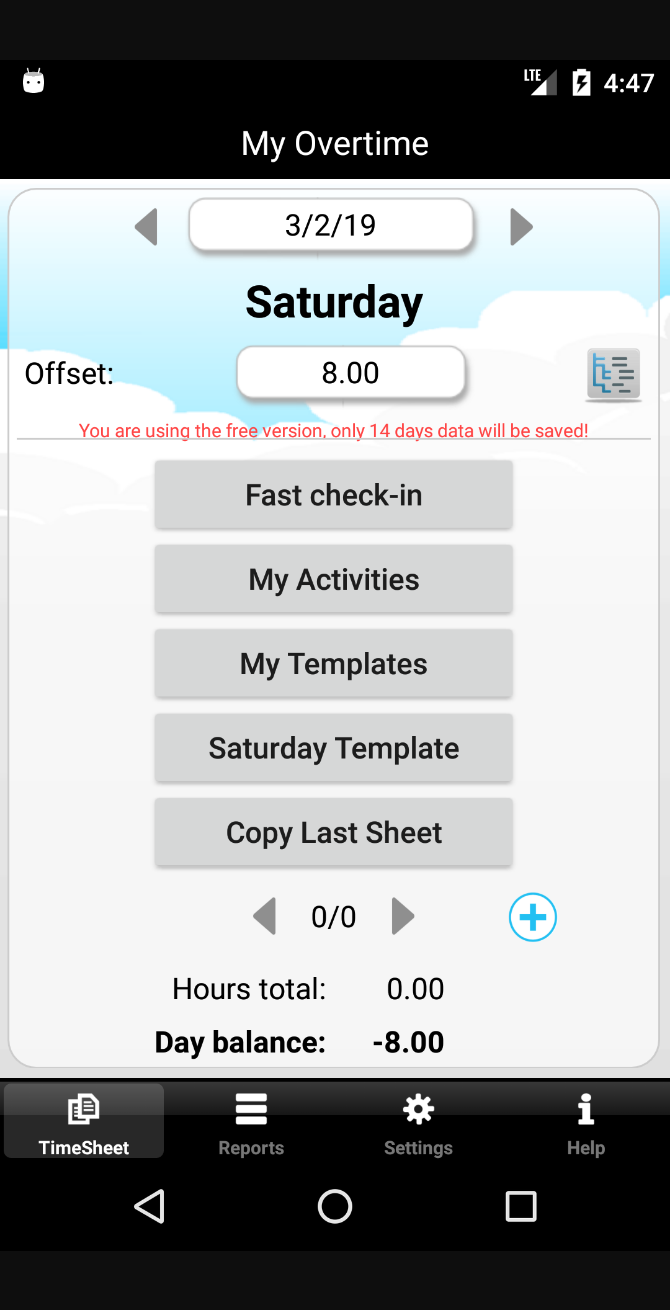 LTE 4:47
My Overtime
3/2/19
Saturday
Offset: 8.00
You are using the free version, only 14 days data will be saved!
Fast check-in
My Activities
My Templates
Saturday Template
Copy Last Sheet
0/0
Hours total: 0.00
Day balance: -8.00
TimeSheet Reports Settings Help